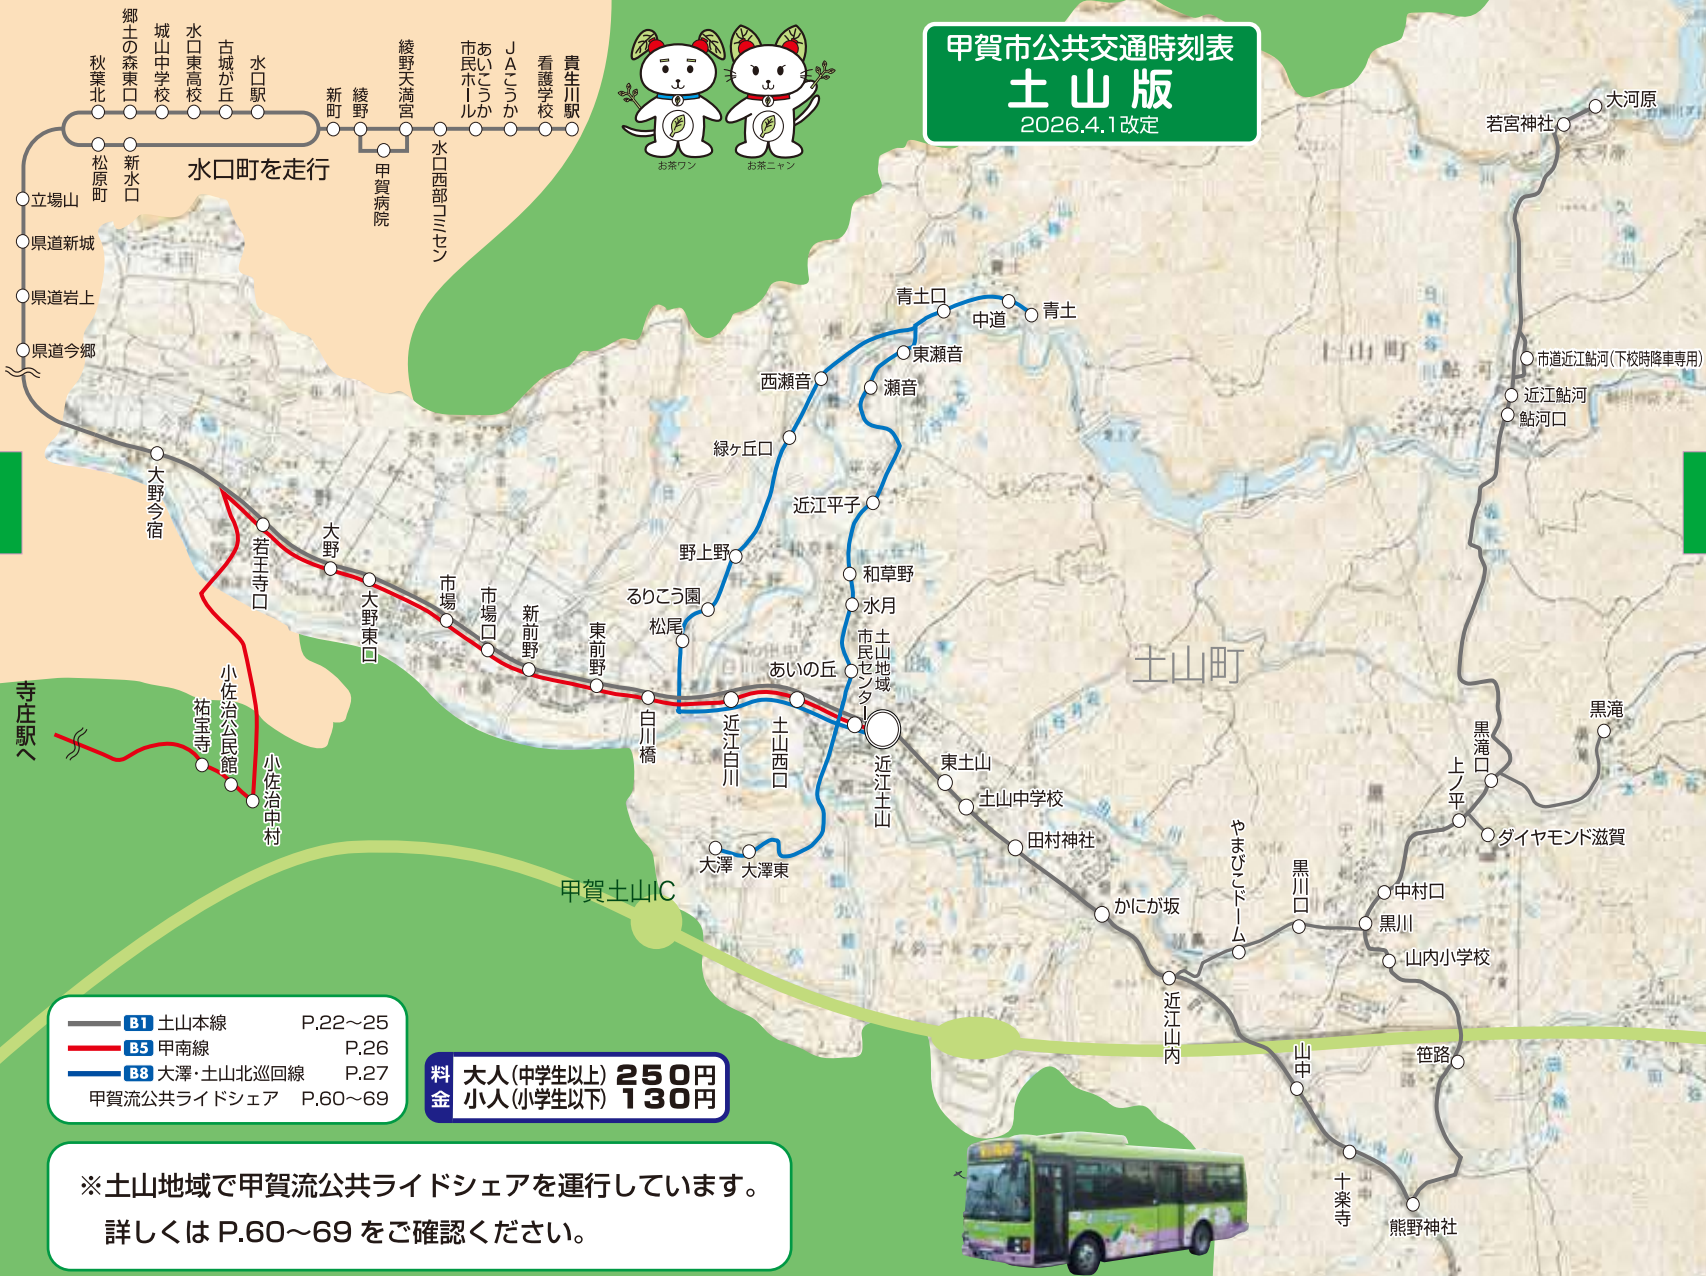 甲賀市公共交通時刻表
土山版
2026.4.1改定
お茶ワン
お茶ニャン
秋葉北
郷土の森東口
城山中学校
水口東高校
古城が丘
水口駅
新町
綾野
綾野天満宮
市民ホール
あいこうか
JAこうか
看護学校
貴生川駅
松原町
新水口
水口町を走行
甲賀病院
水口西部コミセン
立場山
県道新城
県道岩上
県道今郷
大野今宿
若王寺口
大野
大野東口
市場
市場口
新前野
東前野
白川橋
近江白川
土山西口
近江土山
土山地域
市民センター
あいの丘
水月
和草野
近江平子
瀬音
東瀬音
青土口
中道
青土
西瀬音
緑ヶ丘口
野上野
るりこう園
松尾
大澤
大澤東
寺庄駅へ
祐宝寺
小佐治公民館
小佐治中村
東土山
土山中学校
田村神社
かにが坂
近江山内
やまびこドーム
黒川口
黒川
中村口
山内小学校
上ノ平
黒滝口
黒滝
ダイヤモンド滋賀
笹路
山中
十楽寺
熊野神社
大河原
若宮神社
市道近江鮎河(下校時降車専用)
近江鮎河
鮎河口
土山町
甲賀土山IC
B1 土山本線 P.22〜25
B5 甲南線 P.26
B8 大澤・土山北巡回線 P.27
甲賀流公共ライドシェア P.60〜69
料金
大人(中学生以上) 250円
小人(小学生以下) 130円
※土山地域で甲賀流公共ライドシェアを運行しています。
詳しくは P.60〜69 をご確認ください。